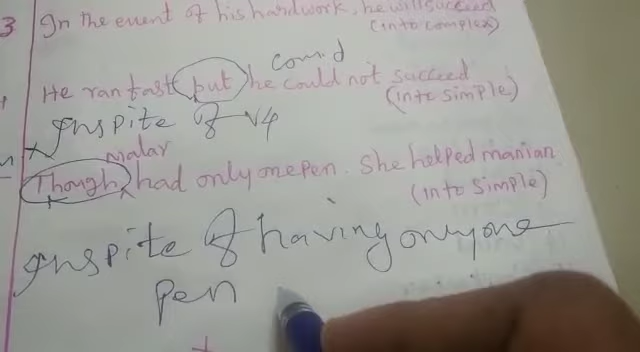 3 In the event of his hardwork, he will succeed
(into complex)
com.d
He ran fast but he could not succeed
(into simple)
Inspite of V4
malar
Though, had only one pen. She helped manian
(into simple)
Inspite of having only one
pen